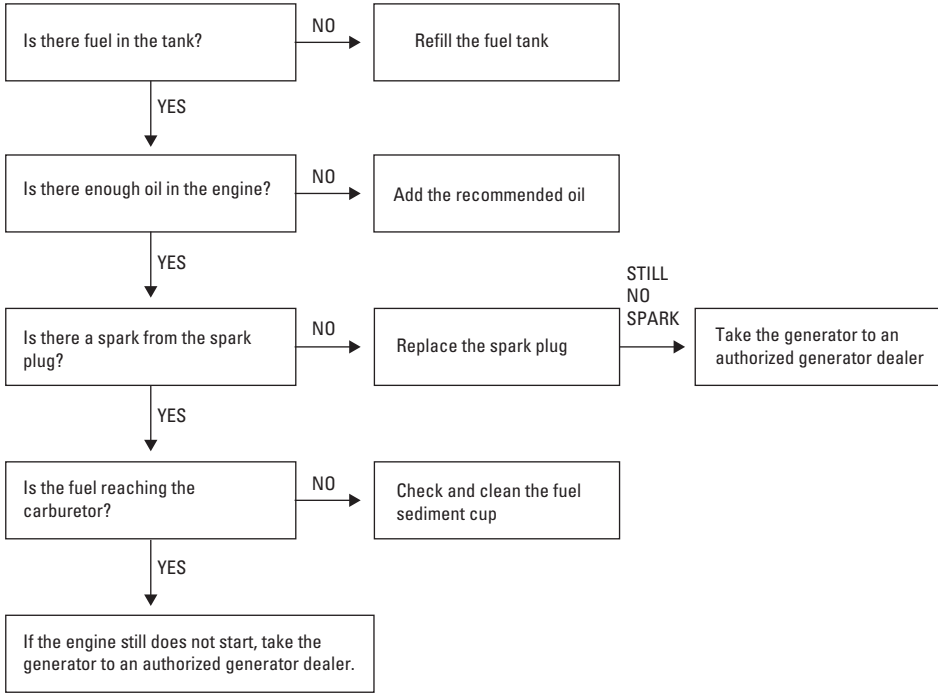 Is there fuel in the tank?
NO
Refill the fuel tank
YES
Is there enough oil in the engine?
NO
Add the recommended oil
YES
Is there a spark from the spark
plug?
NO
Replace the spark plug
STILL
NO
SPARK
Take the generator to an
authorized generator dealer
YES
Is the fuel reaching the
carburetor?
NO
Check and clean the fuel
sediment cup
YES
If the engine still does not start, take the
generator to an authorized generator dealer.